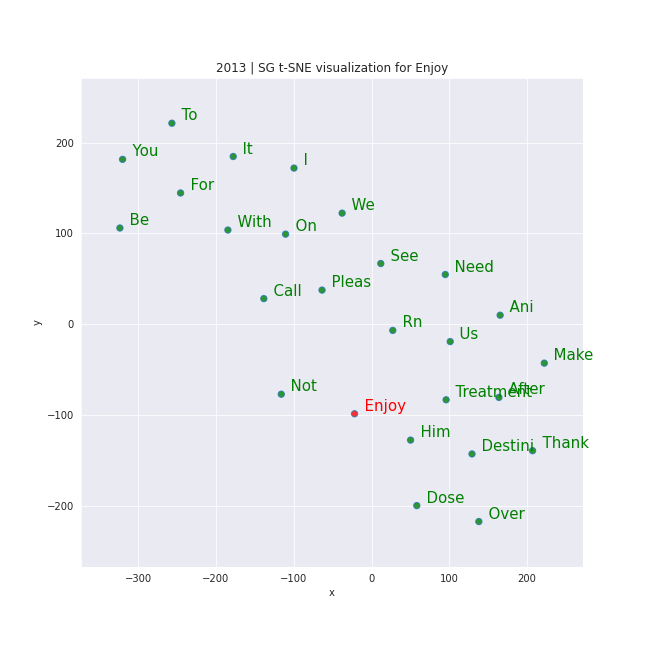 2013 | SG t-SNE visualization for Enjoy
To
You
It
I
For
We
Be
With
On
See
Need
Pleas
Call
Ani
Rn
Us
Make
Not
Treatment
After
Enjoy
Him
Destini
Thank
Dose
Over
200
100
0
−100
−200
y
−300
−200
−100
0
100
200
x